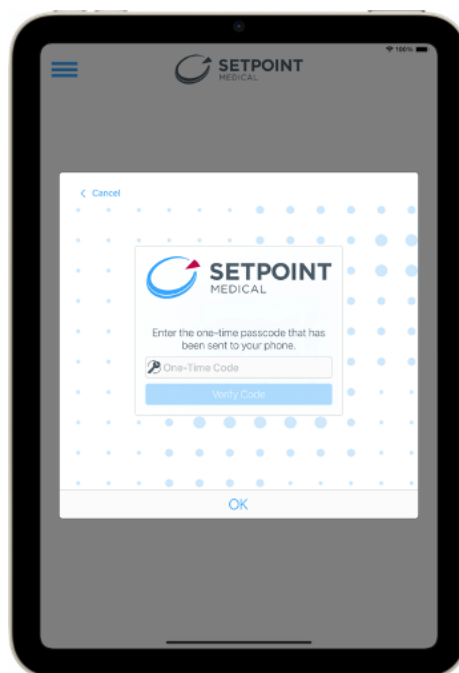 100%
SETPOINT
MEDICAL
Cancel
SETPOINT
MEDICAL
Enter the one-time passcode that has
been sent to your phone.
One-Time Code
Verify Code
OK